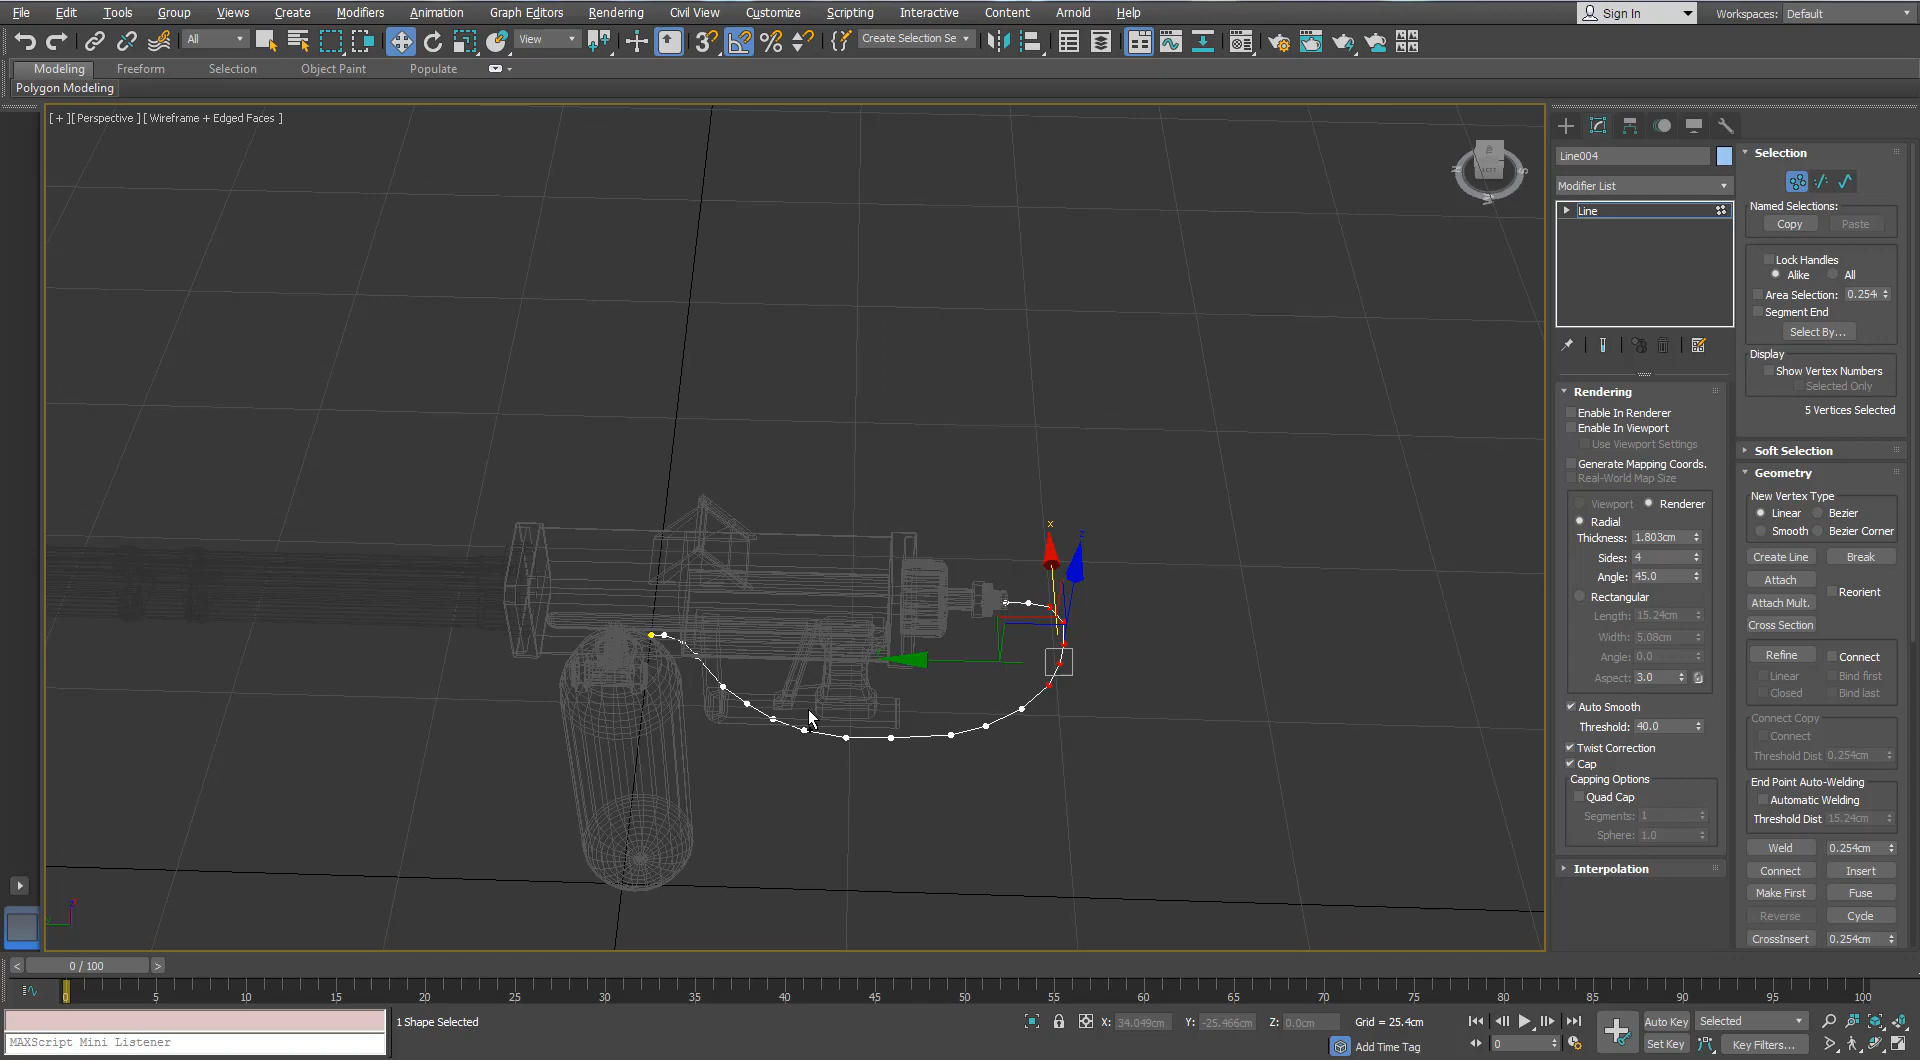 File Edit Tools Group Views Create Modifiers Animation Graph Editors Rendering Civil View Customize Scripting Interactive Content Arnold Help
Sign In Workspaces: Default
All View Create Selection Se
Modeling Freeform Selection Object Paint Populate
Polygon Modeling
[ + ] [ Perspective ] [ Wireframe + Edged Faces ]
Line004
Modifier List
Line
Rendering
Enable In Renderer
Enable In Viewport
Use Viewport Settings
Generate Mapping Coords.
Real-World Map Size
Viewport Renderer
Radial
Thickness: 1.803cm
Sides: 4
Angle: 45.0
Rectangular
Length: 15.24cm
Width: 5.08cm
Angle: 0.0
Aspect: 3.0
Auto Smooth
Threshold: 40.0
Twist Correction
Cap
Capping Options
Quad Cap
Segments: 1
Sphere: 1.0
Interpolation
Selection
Named Selections:
Copy Paste
Lock Handles
Alike All
Area Selection: 0.254
Segment End
Select By...
Display
Show Vertex Numbers
Selected Only
5 Vertices Selected
Soft Selection
Geometry
New Vertex Type
Linear Bezier
Smooth Bezier Corner
Create Line Break
Attach
Attach Mult. Reorient
Cross Section
Refine Connect
Linear Bind first
Closed Bind last
Connect Copy
Connect
Threshold Dist 0.254cm
End Point Auto-Welding
Automatic Welding
Threshold Dist 15.24cm
Weld 0.254cm
Connect Insert
Make First Fuse
Reverse Cycle
CrossInsert 0.254cm
x
z
< 0 / 100 >
0 5 10 15 20 25 30 35 40 45 50 55 60 65 70 75 80 85 90 95 100
MAXScript Mini Listener
1 Shape Selected
X: 34.049cm Y: -25.466cm Z: 0.0cm Grid = 25.4cm
Add Time Tag
Auto Key Selected
0 Set Key Key Filters...